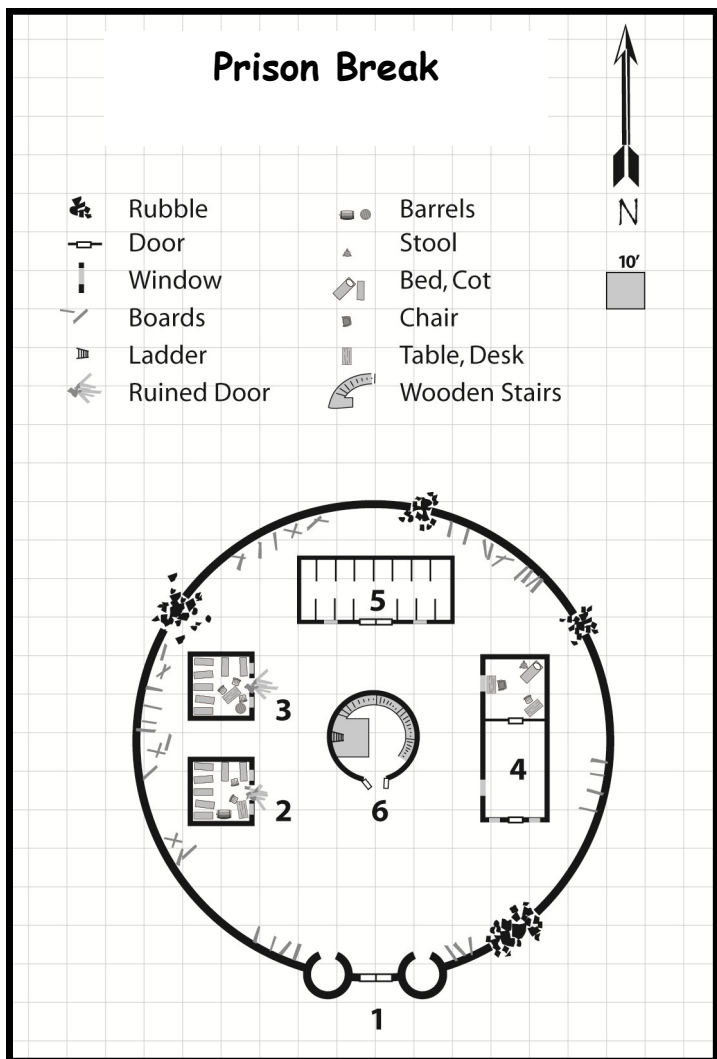 Prison Break
N
10'
Rubble
Door
Window
Boards
Ladder
Ruined Door
Barrels
Stool
Bed, Cot
Chair
Table, Desk
Wooden Stairs
5
3
4
2
6
1